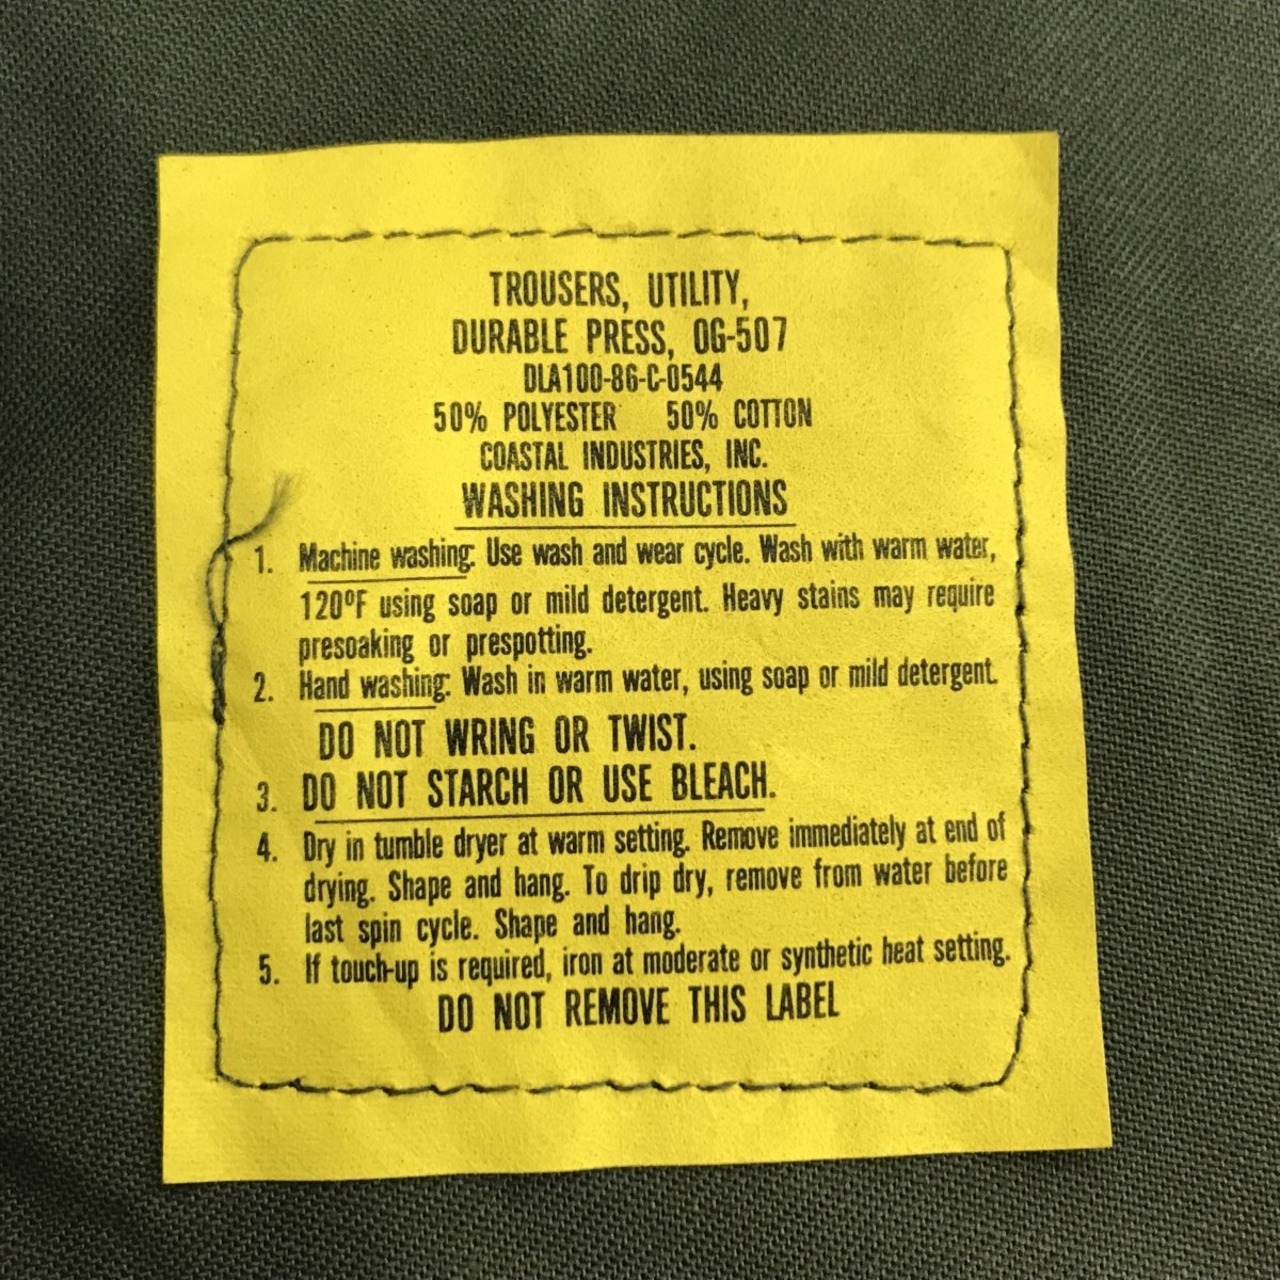 TROUSERS, UTILITY,
DURABLE PRESS, OG-507
DLA100-86-C-0544
50% POLYESTER 50% COTTON
COASTAL INDUSTRIES, INC.
WASHING INSTRUCTIONS
1. Machine washing: Use wash and wear cycle. Wash with warm water,
120ºF using soap or mild detergent. Heavy stains may require
presoaking or prespotting.
2. Hand washing: Wash in warm water, using soap or mild detergent.
DO NOT WRING OR TWIST.
3. DO NOT STARCH OR USE BLEACH.
4. Dry in tumble dryer at warm setting. Remove immediately at end of
drying. Shape and hang. To drip dry, remove from water before
last spin cycle. Shape and hang.
5. If touch-up is required, iron at moderate or synthetic heat setting.
DO NOT REMOVE THIS LABEL